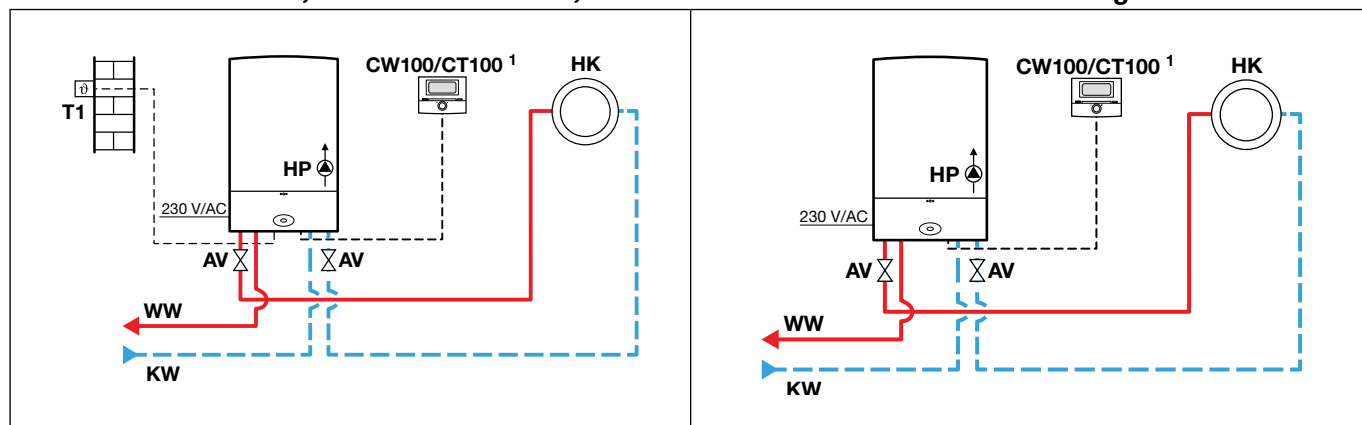 CW100/CT100 ¹
HK
ϑ
T1
HP
230 V/AC
AV
AV
WW
KW
CW100/CT100 ¹
HK
HP
230 V/AC
AV
AV
WW
KW